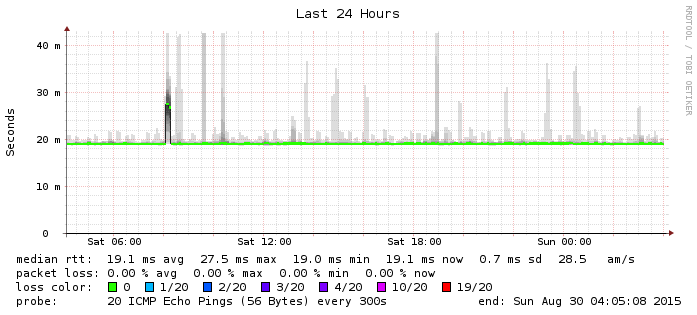 Last 24 Hours
RRDTOOL / TOBI OETIKER
Seconds
40 m
30 m
20 m
10 m
0
Sat 06:00 Sat 12:00 Sat 18:00 Sun 00:00
median rtt: 19.1 ms avg 27.5 ms max 19.0 ms min 19.1 ms now 0.7 ms sd 28.5 am/s
packet loss: 0.00 % avg 0.00 % max 0.00 % min 0.00 % now
loss color: 0 1/20 2/20 3/20 4/20 10/20 19/20
probe: 20 ICMP Echo Pings (56 Bytes) every 300s end: Sun Aug 30 04:05:08 2015